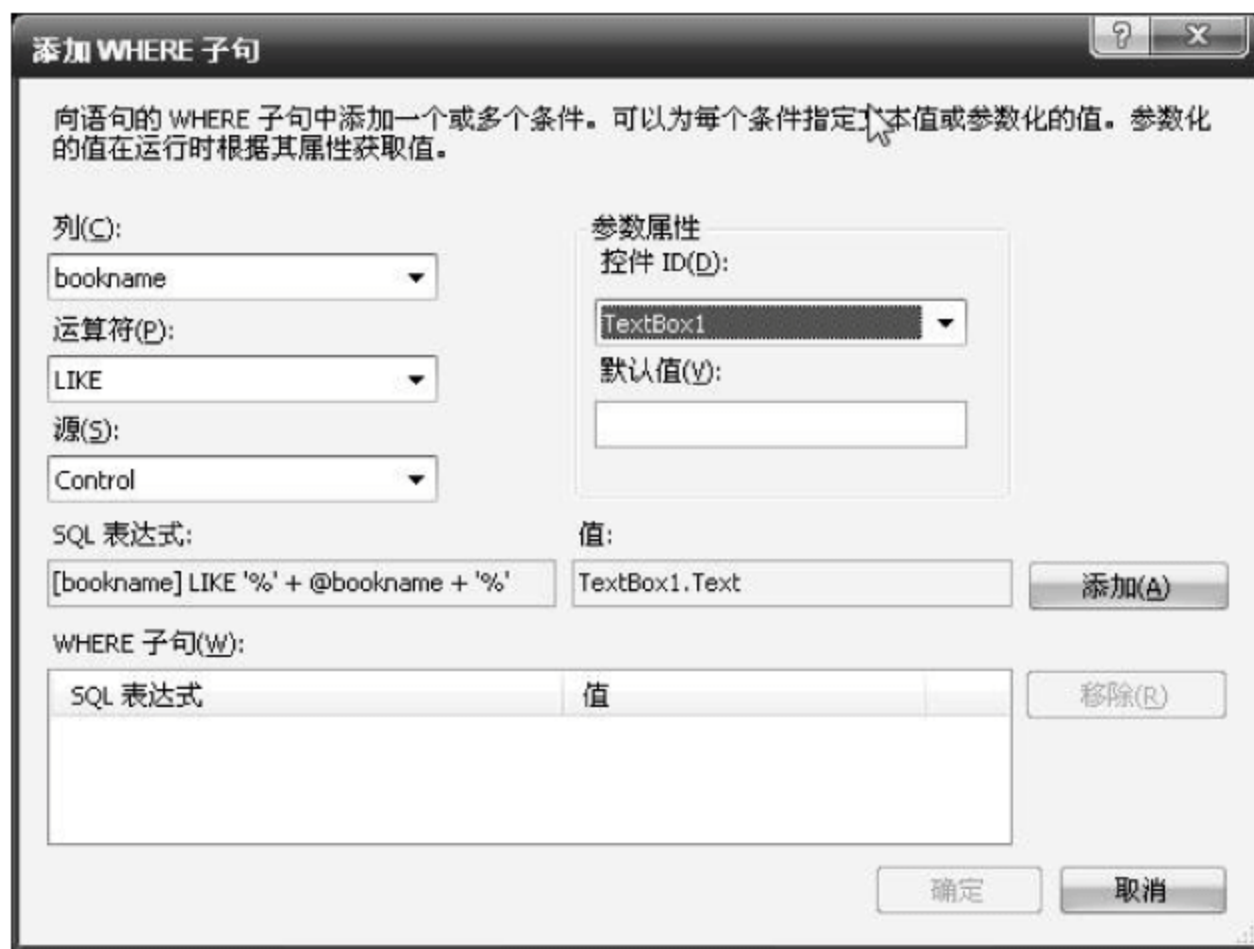 添加 WHERE 子句
向语句的 WHERE 子句中添加一个或多个条件。可以为每个条件指定文本值或参数化的值。参数化
的值在运行时根据其属性获取值。
列(C):
bookname
运算符(P):
LIKE
源(S):
Control
参数属性
控件 ID(D):
TextBox1
默认值(V):
SQL 表达式:
[bookname] LIKE '%' + @bookname + '%'
值:
TextBox1.Text
添加(A)
WHERE 子句(W):
SQL 表达式
值
移除(R)
确定
取消